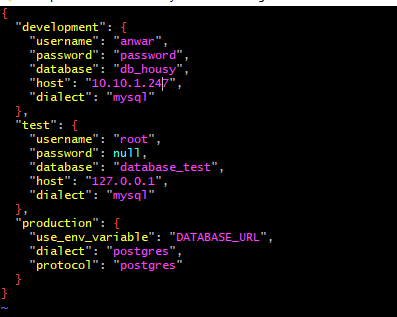 {
  "development": {
    "username": "anwar",
    "password": "password",
    "database": "db_housy",
    "host": "10.10.1.247",
    "dialect": "mysql"
  },
  "test": {
    "username": "root",
    "password": null,
    "database": "database_test",
    "host": "127.0.0.1",
    "dialect": "mysql"
  },
  "production": {
    "use_env_variable": "DATABASE_URL",
    "dialect": "postgres",
    "protocol": "postgres"
  }
}
~